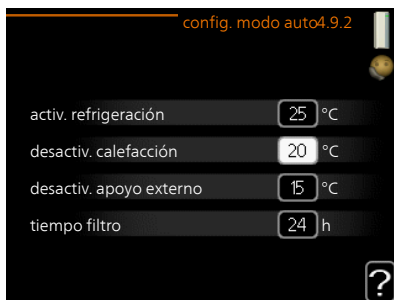 config. modo auto4.9.2
activ. refrigeración 25 °C
desactiv. calefacción 20 °C
desactiv. apoyo externo 15 °C
tiempo filtro 24 h
?